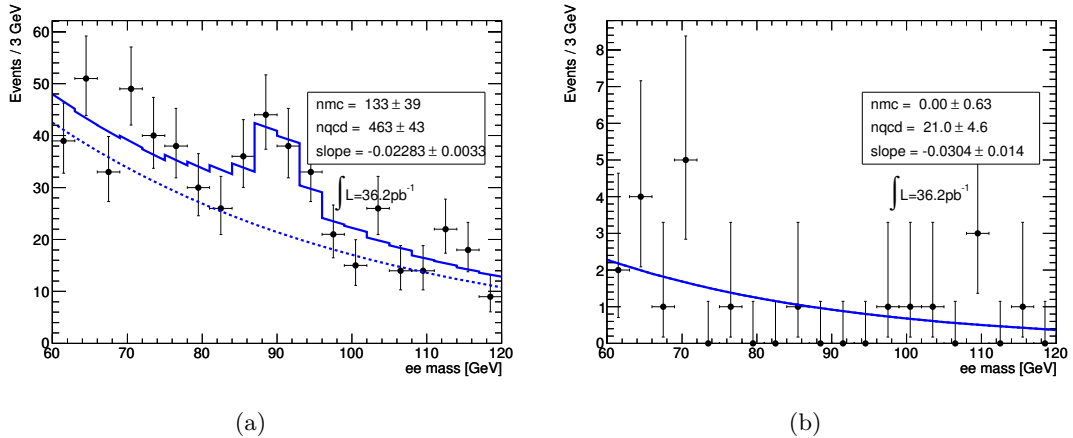 Events / 3 GeV
60
50
40
30
20
10
0
nmc = 133 ± 39
nqcd = 463 ± 43
slope = -0.02283 ± 0.0033
∫L=36.2pb⁻¹
60 70 80 90 100 110 120
ee mass [GeV]
(a)
Events / 3 GeV
8
7
6
5
4
3
2
1
0
nmc = 0.00 ± 0.63
nqcd = 21.0 ± 4.6
slope = -0.0304 ± 0.014
∫L=36.2pb⁻¹
60 70 80 90 100 110 120
ee mass [GeV]
(b)